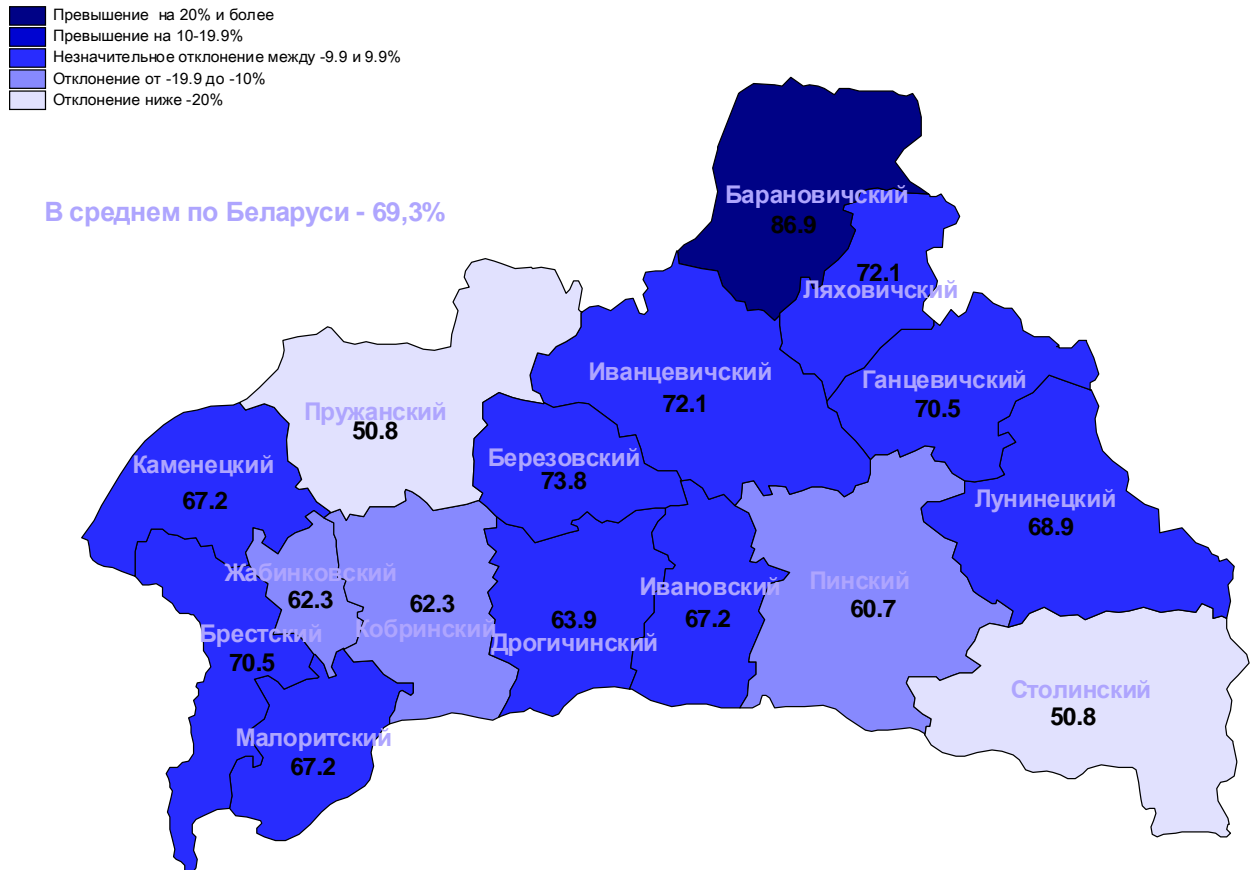 Превышение на 20% и более
Превышение на 10-19.9%
Незначительное отклонение между -9.9 и 9.9%
Отклонение от -19.9 до -10%
Отклонение ниже -20%
В среднем по Беларуси - 69,3%
Барановичский
86.9
72.1
Ляховичский
Иванцевичский
72.1
Ганцевичский
70.5
Пружанский
50.8
Березовский
73.8
Каменецкий
67.2
Лунинецкий
68.9
Жабинковский
62.3
62.3
Кобринский
63.9
Дрогичинский
Ивановский
67.2
Пинский
60.7
Брестский
70.5
Столинский
50.8
Малоритский
67.2